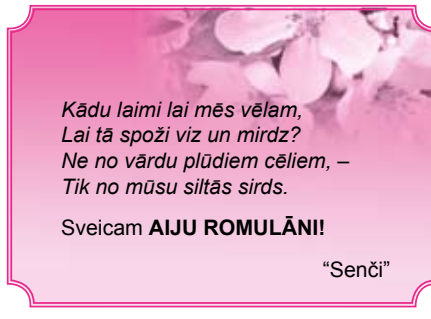 Kādu laimi lai mēs vēlam,
Lai tā spoži viz un mirdz?
Ne no vārdu plūdiem cēliem, –
Tik no mūsu siltās sirds.
Sveicam AIJU ROMULĀNI!
“Senči”